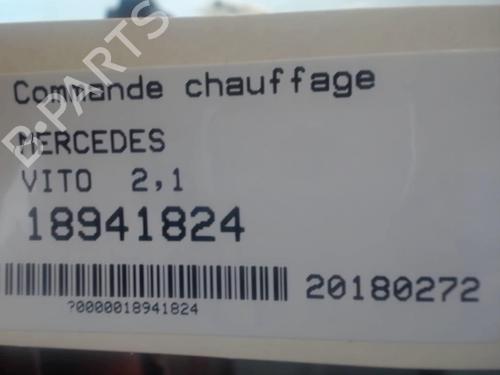 B-PARTS
Commande chauffage
MERCEDES
VITO 2,1
18941824
20180272
?0000018941824